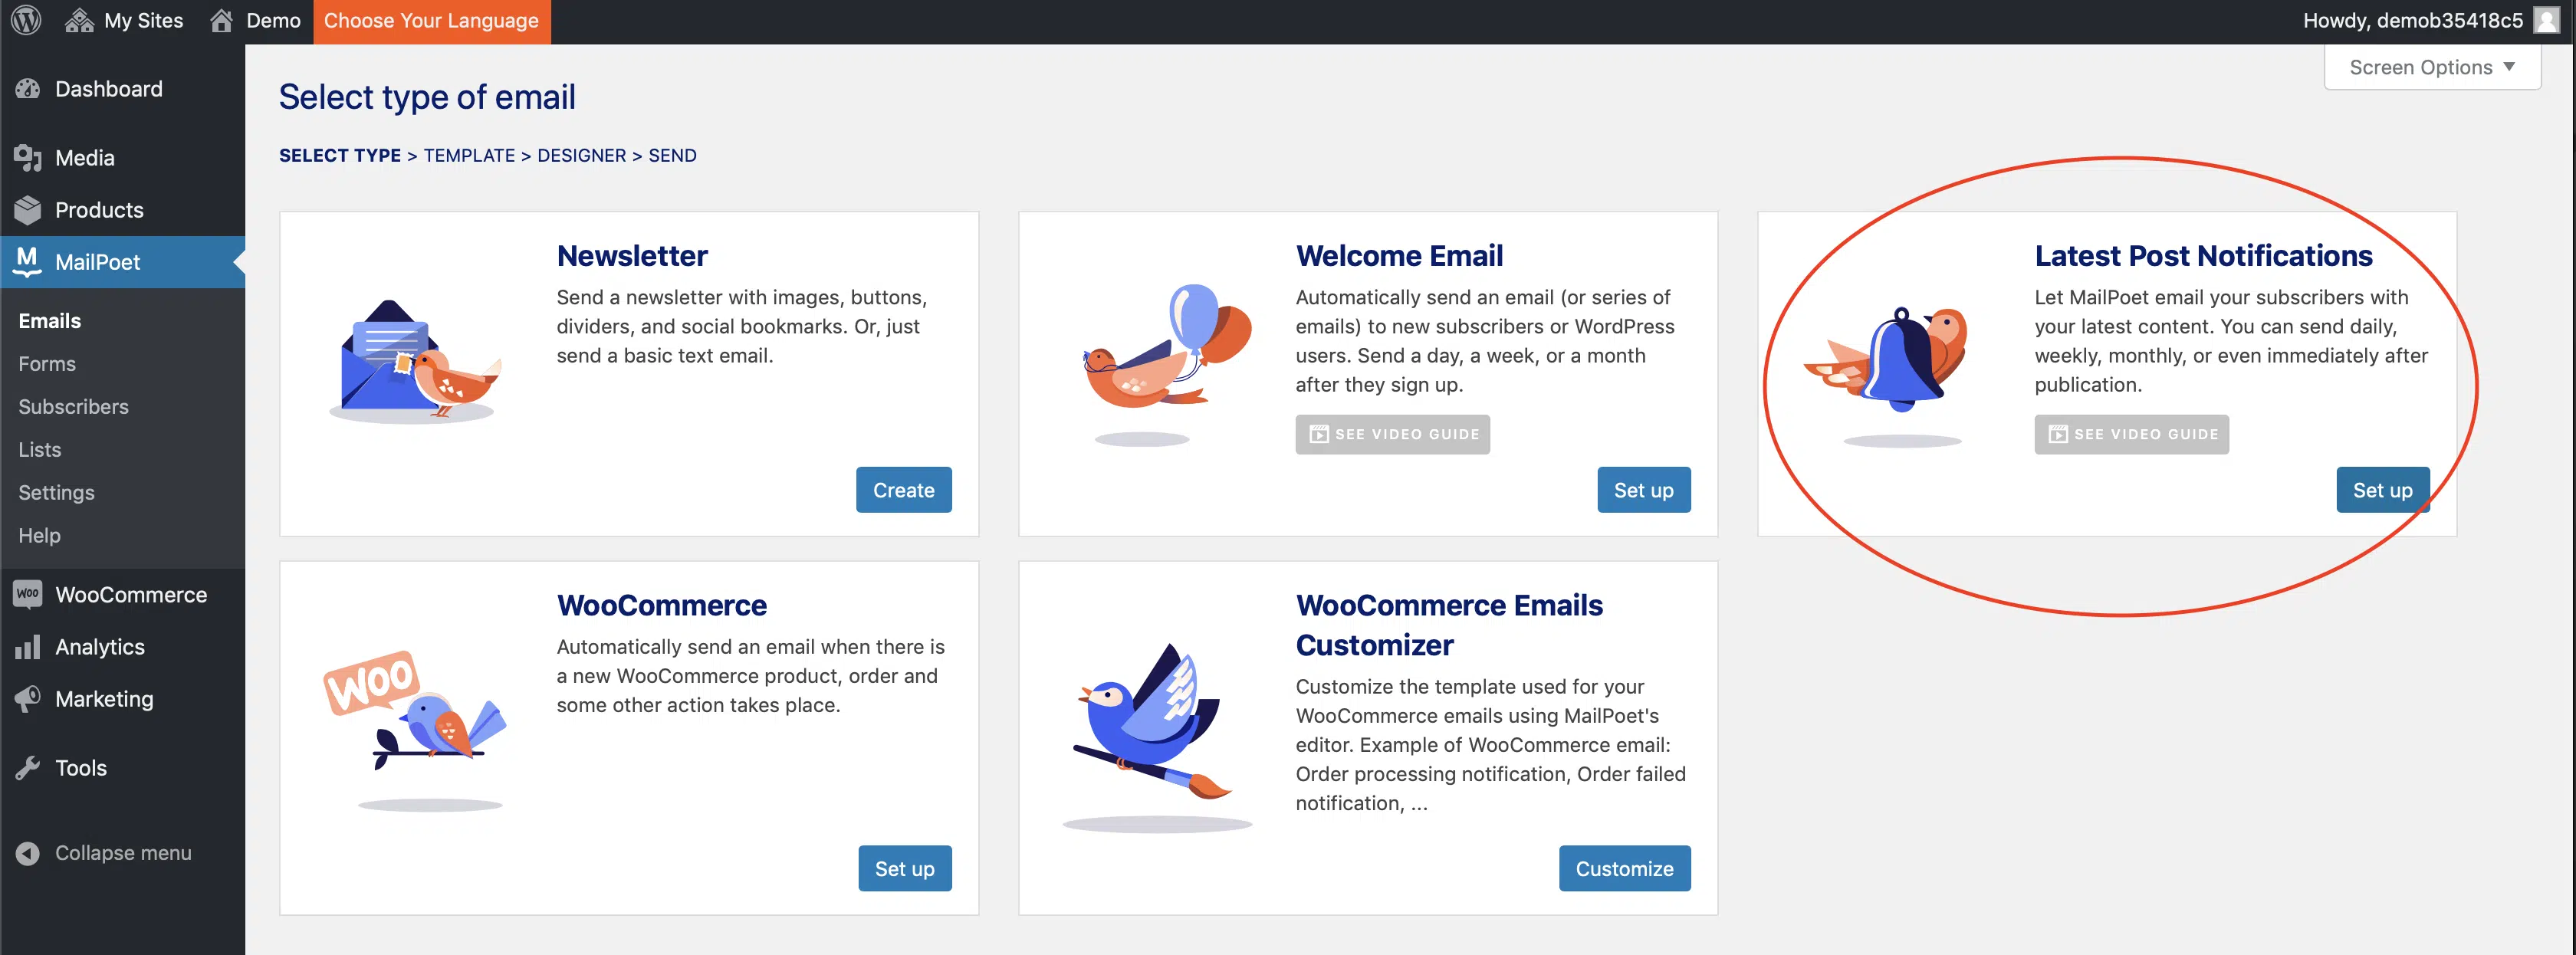 My Sites
Demo
Choose Your Language
Howdy, demob35418c5
Screen Options
Dashboard
Media
Products
MailPoet
Emails
Forms
Subscribers
Lists
Settings
Help
WooCommerce
Analytics
Marketing
Tools
Collapse menu
Select type of email
SELECT TYPE > TEMPLATE > DESIGNER > SEND
Newsletter
Send a newsletter with images, buttons,
dividers, and social bookmarks. Or, just
send a basic text email.
Create
Welcome Email
Automatically send an email (or series of
emails) to new subscribers or WordPress
users. Send a day, a week, or a month
after they sign up.
SEE VIDEO GUIDE
Set up
Latest Post Notifications
Let MailPoet email your subscribers with
your latest content. You can send daily,
weekly, monthly, or even immediately after
publication.
SEE VIDEO GUIDE
Set up
WOO
WooCommerce
Automatically send an email when there is
a new WooCommerce product, order and
some other action takes place.
Set up
WooCommerce Emails
Customizer
Customize the template used for your
WooCommerce emails using MailPoet's
editor. Example of WooCommerce email:
Order processing notification, Order failed
notification, ...
Customize